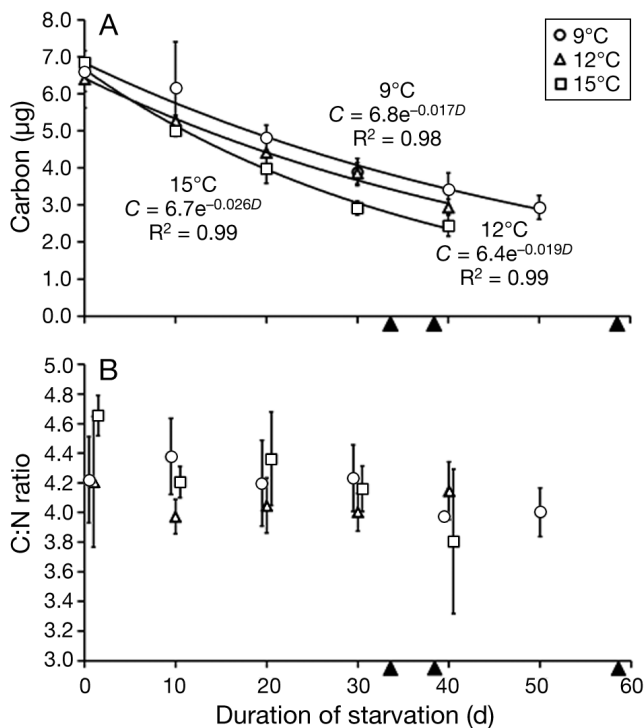 A
8.0
7.0
6.0
5.0
4.0
3.0
2.0
1.0
0.0
Carbon (µg)
9°C
12°C
15°C
9°C
C = 6.8e–0.017D
R2 = 0.98
15°C
C = 6.7e–0.026D
R2 = 0.99
12°C
C = 6.4e–0.019D
R2 = 0.99
B
5.0
4.8
4.6
4.4
4.2
4.0
3.8
3.6
3.4
3.2
3.0
C:N ratio
0 10 20 30 40 50 60
Duration of starvation (d)